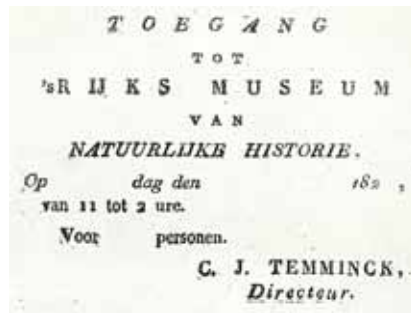 TOEGANG
TOT
'sRIJKS MUSEUM
VAN
NATUURLIJKE HISTORIE.
Op dag den 182 ,
van 11 tot 2 ure.
Voor personen.
C. J. TEMMINCK,
Directeur.